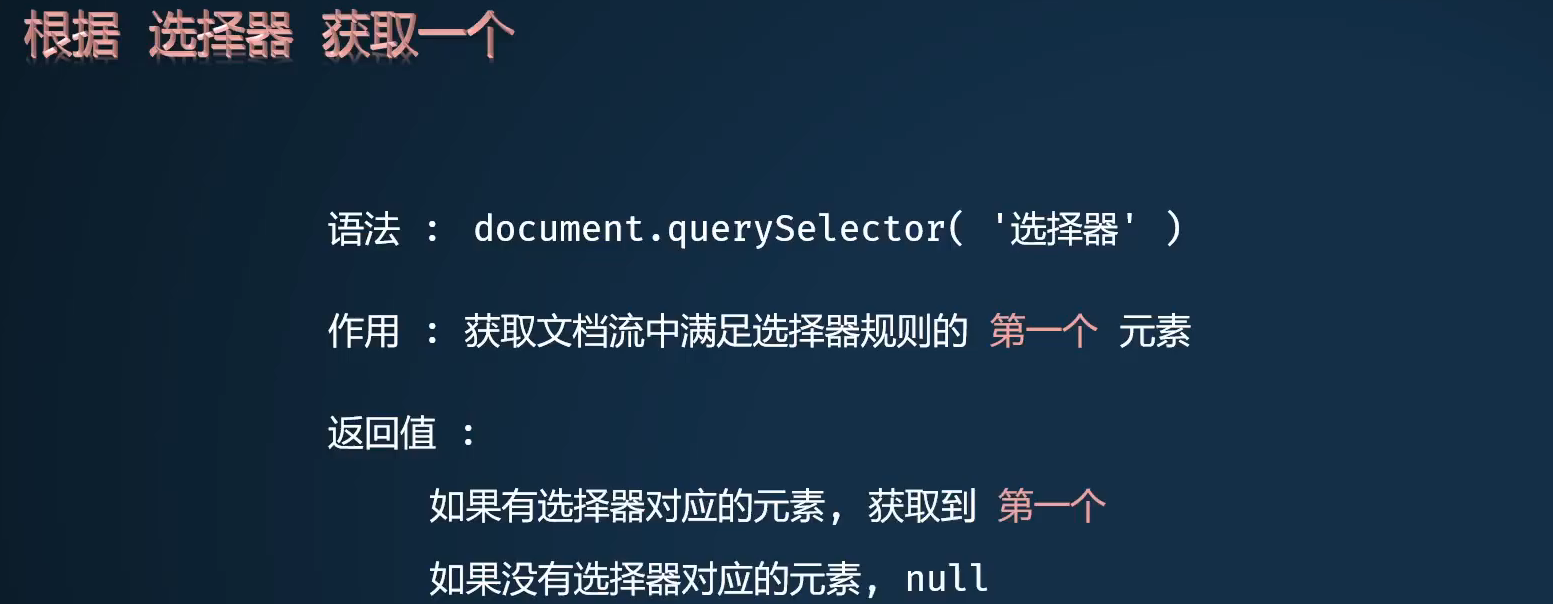 根据 选择器 获取一个
语法 : document.querySelector( '选择器' )
作用 : 获取文档流中满足选择器规则的 第一个 元素
返回值 :
如果有选择器对应的元素, 获取到 第一个
如果没有选择器对应的元素, null